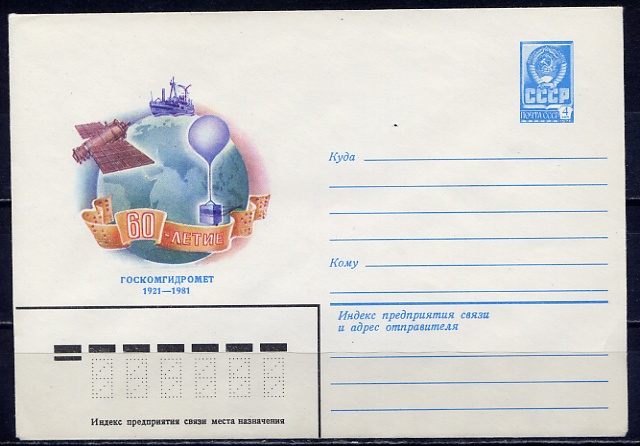 СССР
ПОЧТА СССР 4
Куда
60-ЛЕТИЕ
Кому
ГОСКОМГИДРОМЕТ
1921—1981
Индекс предприятия связи
и адрес отправителя
Индекс предприятия связи места назначения